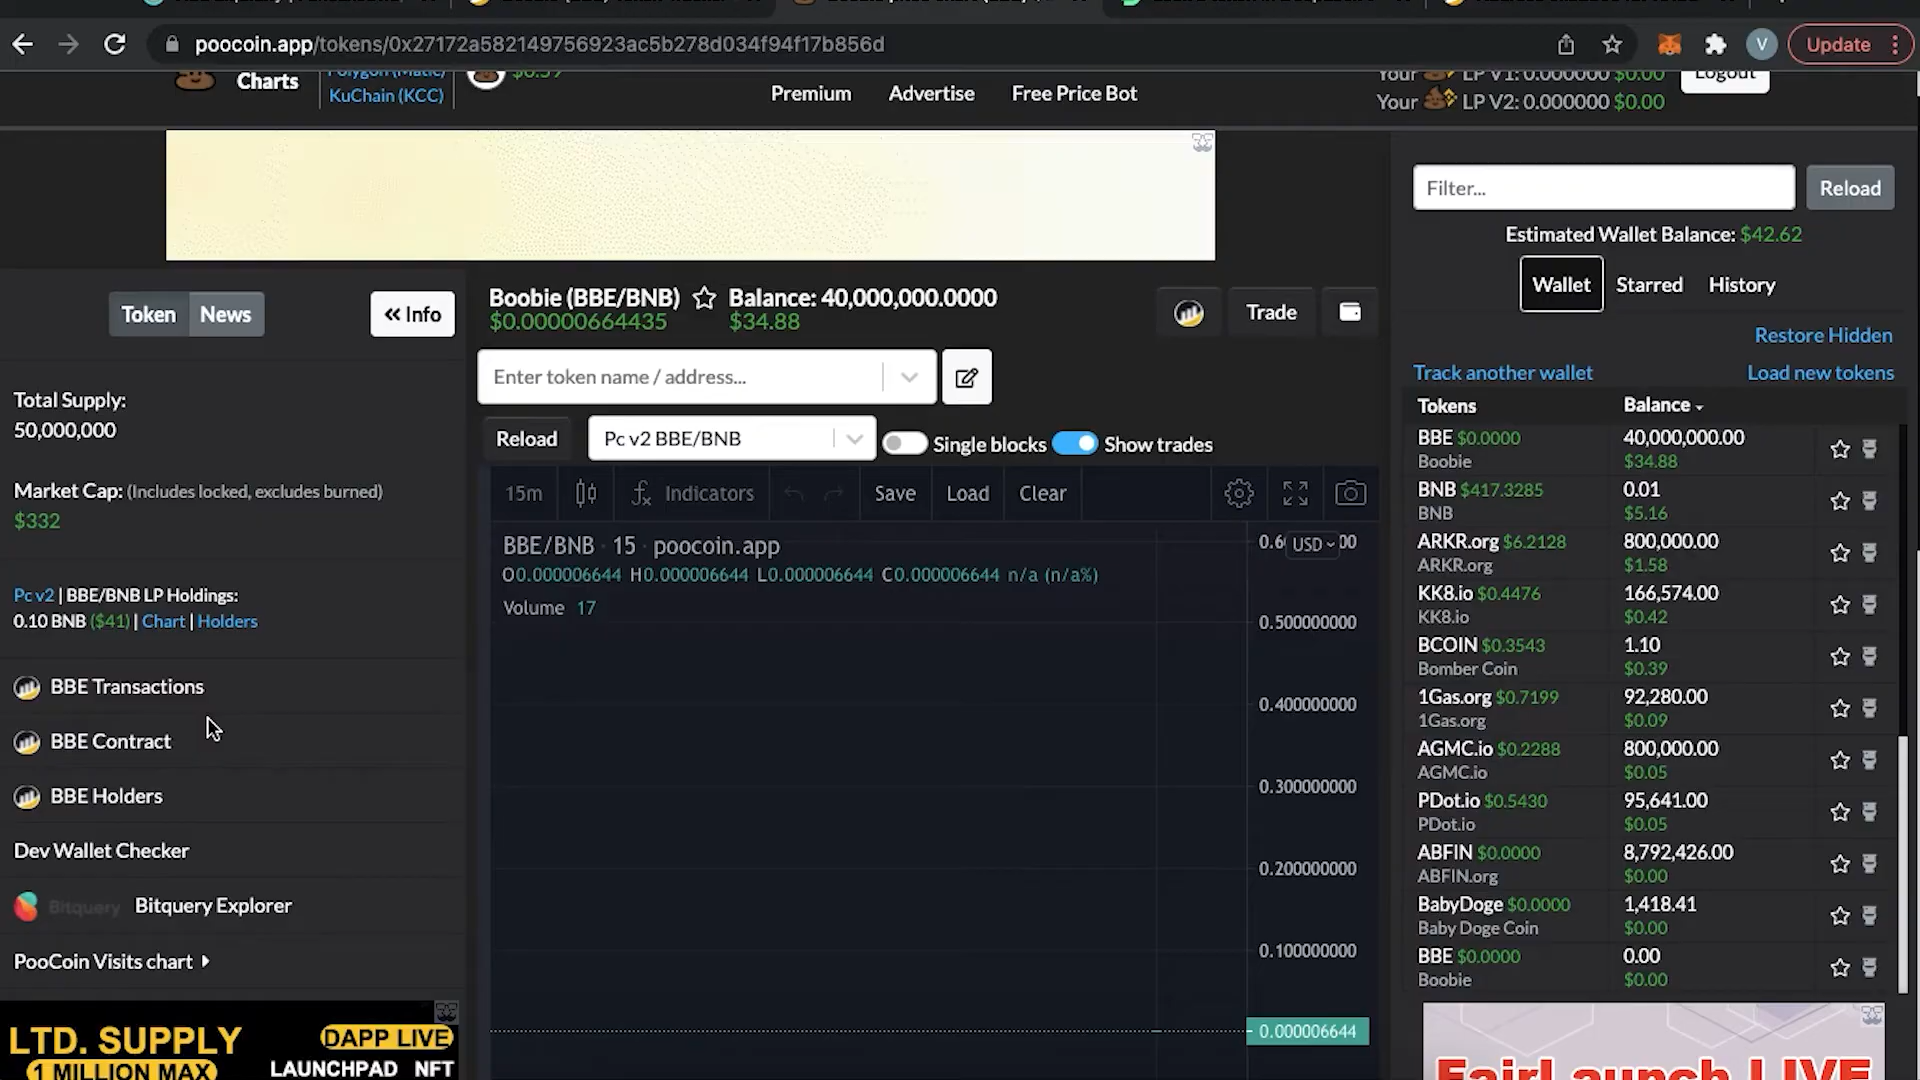 poocoin.app/tokens/0x27172a582149756923ac5b278d034f94f17b856d
V
Update
Charts
Polygon (Matic)
KuChain (KCC)
Premium
Advertise
Free Price Bot
Your LP V1: 0.000000 $0.00
Your LP V2: 0.000000 $0.00
Logout
Token
News
Info
Total Supply:
50,000,000
Market Cap: (Includes locked, excludes burned)
$332
Pc v2 | BBE/BNB LP Holdings:
0.10 BNB ($41) | Chart | Holders
BBE Transactions
BBE Contract
BBE Holders
Dev Wallet Checker
Bitquery Bitquery Explorer
PooCoin Visits chart
LTD. SUPPLY
1 MILLION MAX
DAPP LIVE
LAUNCHPAD NFT
Boobie (BBE/BNB)
$0.00000664435
Balance: 40,000,000.0000
$34.88
Trade
Enter token name / address...
Reload
Pc v2 BBE/BNB
Single blocks
Show trades
15m
Indicators
Save
Load
Clear
BBE/BNB · 15 · poocoin.app
O0.000006644 H0.000006644 L0.000006644 C0.000006644 n/a (n/a%)
Volume 17
USD
0.500000000
0.400000000
0.300000000
0.200000000
0.100000000
0.000006644
Filter...
Reload
Estimated Wallet Balance: $42.62
Wallet
Starred
History
Restore Hidden
Track another wallet
Load new tokens
Tokens
Balance
BBE $0.0000 40,000,000.00
Boobie $34.88
BNB $417.3285 0.01
BNB $5.16
ARKR.org $6.2128 800,000.00
ARKR.org $1.58
KK8.io $0.4476 166,574.00
KK8.io $0.42
BCOIN $0.3543 1.10
Bomber Coin $0.39
1Gas.org $0.7199 92,280.00
1Gas.org $0.09
AGMC.io $0.2288 800,000.00
AGMC.io $0.05
PDot.io $0.5430 95,641.00
PDot.io $0.05
ABFIN $0.0000 8,792,426.00
ABFIN.org $0.00
BabyDoge $0.0000 1,418.41
Baby Doge Coin $0.00
BBE $0.0000 0.00
Boobie $0.00
FairLaunch LIVE